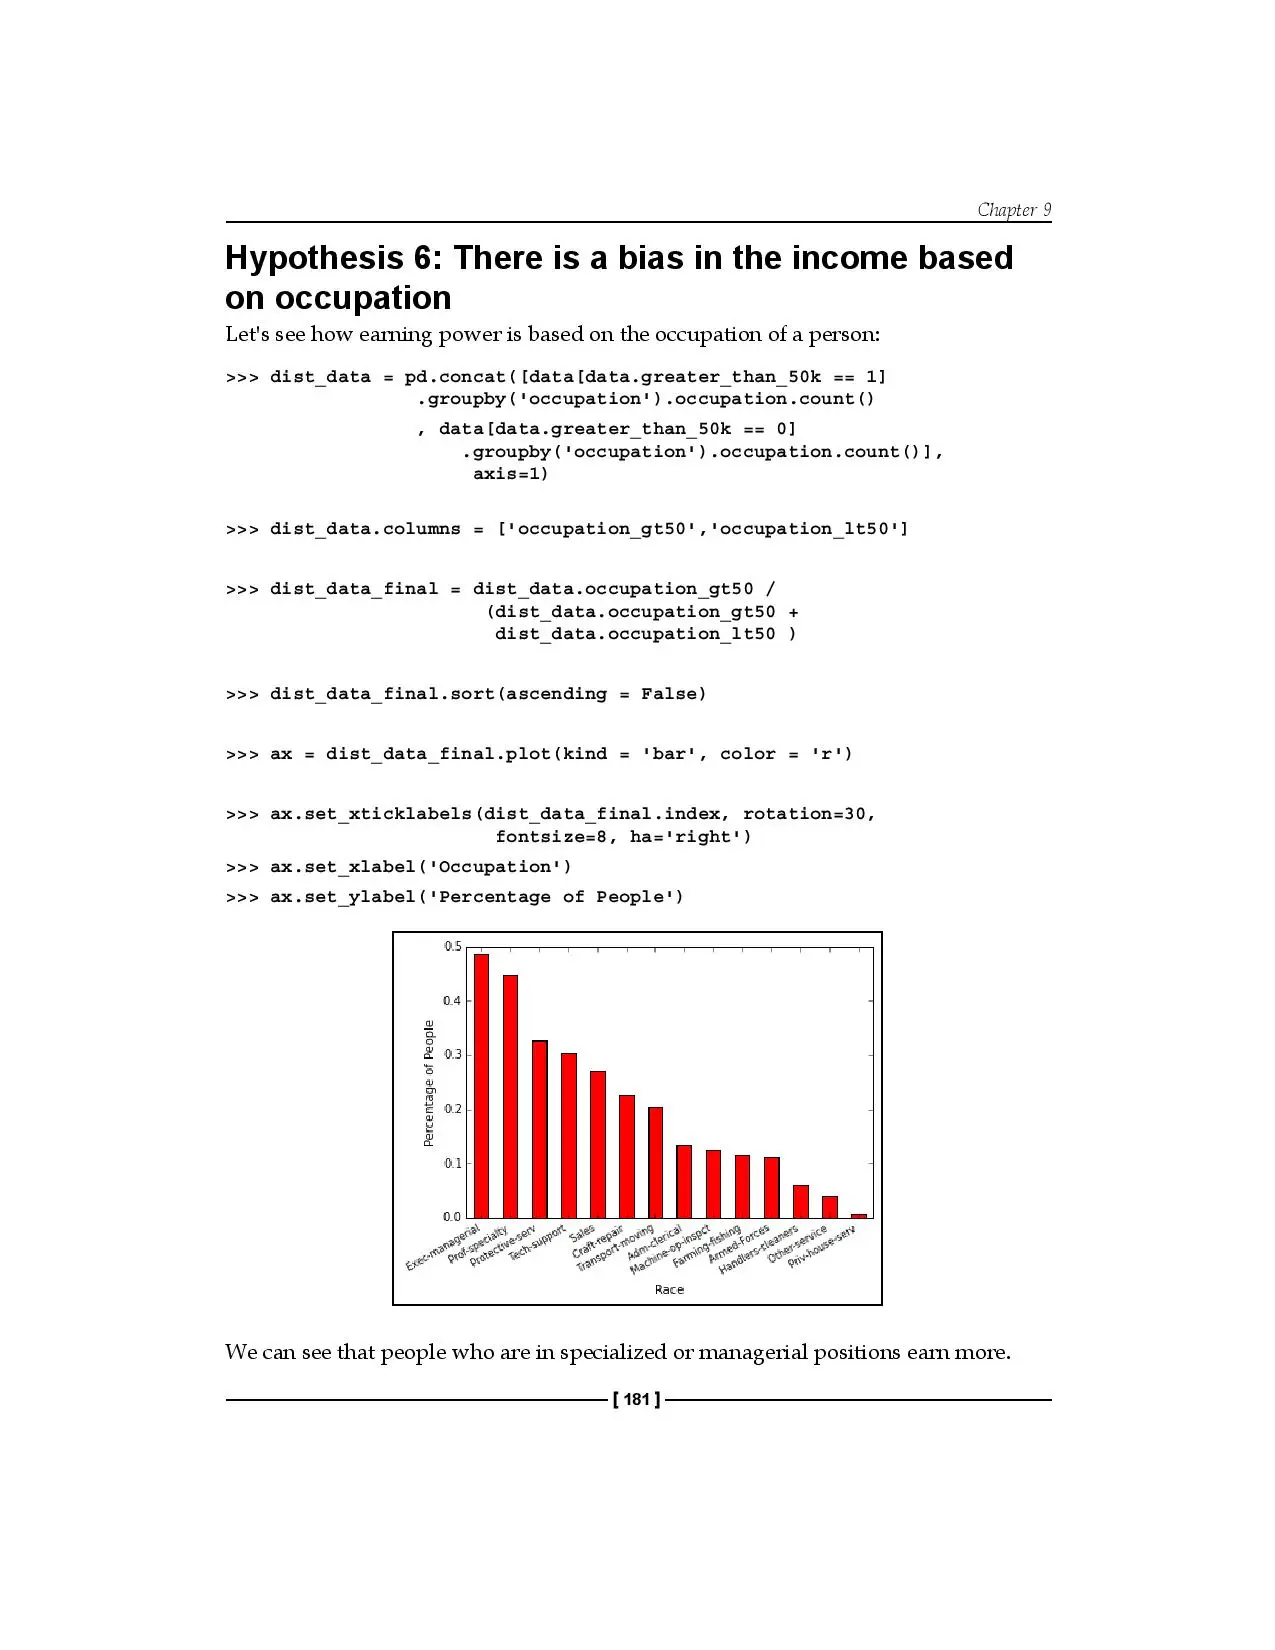 Chapter 9
Hypothesis 6: There is a bias in the income based
on occupation
Let's see how earning power is based on the occupation of a person:
>>> dist_data = pd.concat([data[data.greater_than_50k == 1]
.groupby('occupation').occupation.count()
, data[data.greater_than_50k == 0]
.groupby('occupation').occupation.count()],
axis=1)
>>> dist_data.columns = ['occupation_gt50','occupation_lt50']
>>> dist_data_final = dist_data.occupation_gt50 /
(dist_data.occupation_gt50 +
dist_data.occupation_lt50 )
>>> dist_data_final.sort(ascending = False)
>>> ax = dist_data_final.plot(kind = 'bar', color = 'r')
>>> ax.set_xticklabels(dist_data_final.index, rotation=30,
fontsize=8, ha='right')
>>> ax.set_xlabel('Occupation')
>>> ax.set_ylabel('Percentage of People')
0.5
0.4
0.3
0.2
0.1
0.0
Percentage of People
Exec-managerial
Prof-specialty
Protective-serv
Tech-support
Sales
Craft-repair
Transport-moving
Adm-clerical
Machine-op-inspct
Farming-fishing
Armed-Forces
Handlers-cleaners
Other-service
Priv-house-serv
Race
We can see that people who are in specialized or managerial positions earn more.
[ 181 ]